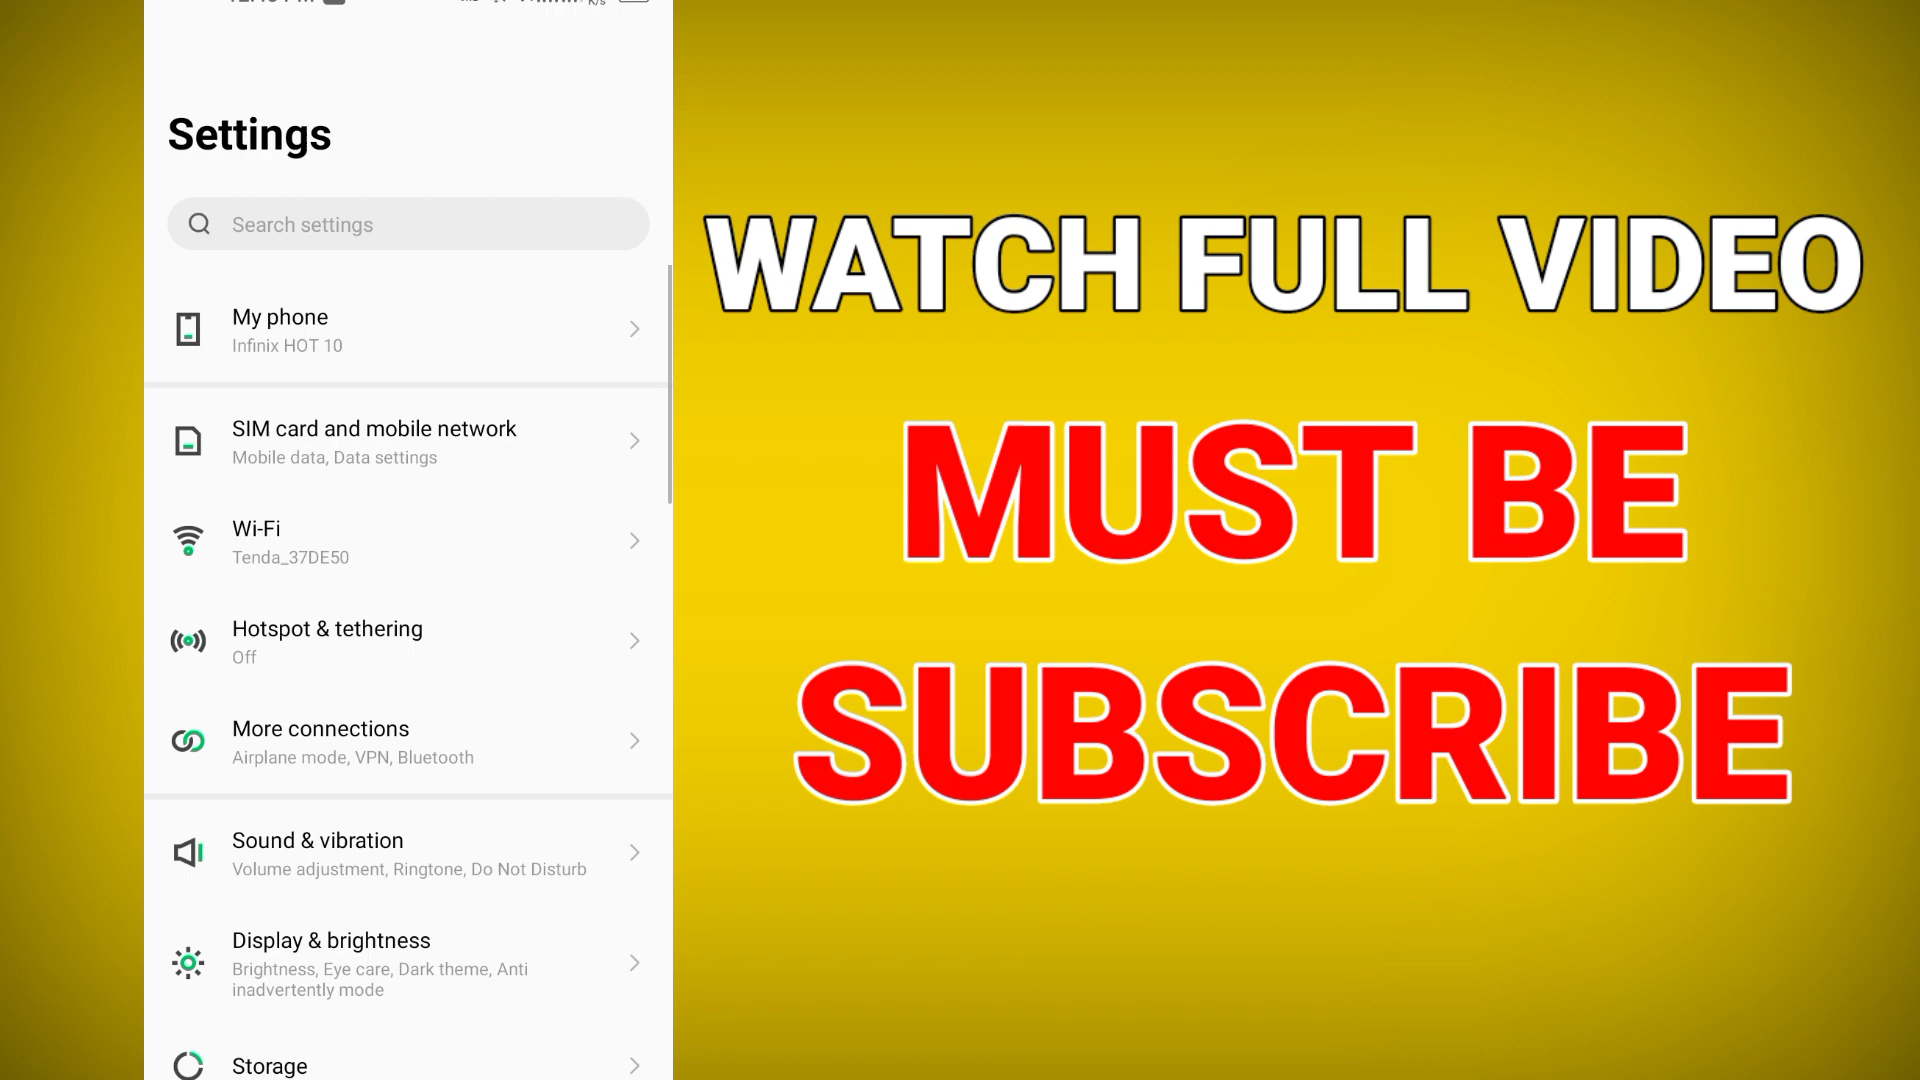 Settings
Search settings
My phone
Infinix HOT 10
SIM card and mobile network
Mobile data, Data settings
Wi-Fi
Tenda_37DE50
Hotspot & tethering
Off
More connections
Airplane mode, VPN, Bluetooth
Sound & vibration
Volume adjustment, Ringtone, Do Not Disturb
Display & brightness
Brightness, Eye care, Dark theme, Anti
inadvertently mode
Storage
WATCH FULL VIDEO
MUST BE
SUBSCRIBE